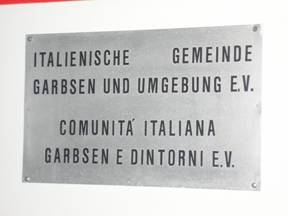 ITALIENISCHE GEMEINDE
GARBSEN UND UMGEBUNG E.V.
COMUNITÁ ITALIANA
GARBSEN E DINTORNI E.V.